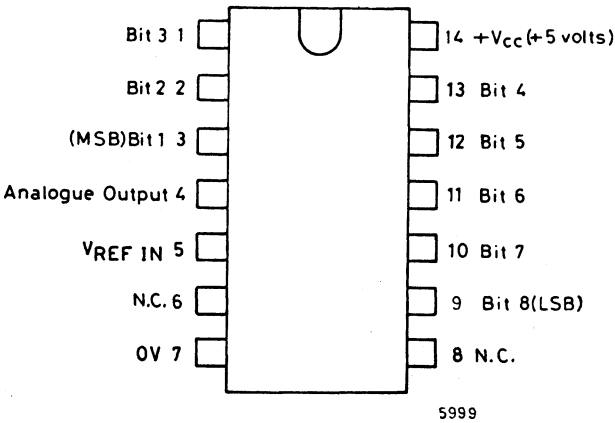 Bit 3 1
14 +VCC(+5 volts)
Bit 2 2
13 Bit 4
(MSB)Bit 1 3
12 Bit 5
Analogue Output 4
11 Bit 6
VREF IN 5
10 Bit 7
N.C. 6
9 Bit 8(LSB)
0V 7
8 N.C.
5999